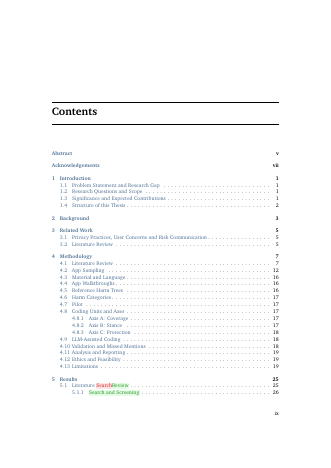 Contents
Abstract v
Acknowledgements vii
1 Introduction 1
1.1 Problem Statement and Research Gap 1
1.2 Research Questions and Scope 1
1.3 Significance and Expected Contributions 1
1.4 Structure of this Thesis 2
2 Background 3
3 Related Work 5
3.1 Privacy Practices, User Concerns and Risk Communication 5
3.2 Literature Review 5
4 Methodology 7
4.1 Literature Review 7
4.2 App Sampling 12
4.3 Material and Language 16
4.4 App Walkthroughs 16
4.5 Reference Harm Trees 16
4.6 Harm Categories 17
4.7 Pilot 17
4.8 Coding Units and Axes 17
4.8.1 Axis A: Coverage 17
4.8.2 Axis B: Stance 17
4.8.3 Axis C: Protection 18
4.9 LLM-Assisted Coding 18
4.10 Validation and Missed Mentions 18
4.11 Analysis and Reporting 19
4.12 Ethics and Feasibility 19
4.13 Limitations 19
5 Results 25
5.1 Literature SearchReview 25
5.1.1 Search and Screening 26
ix